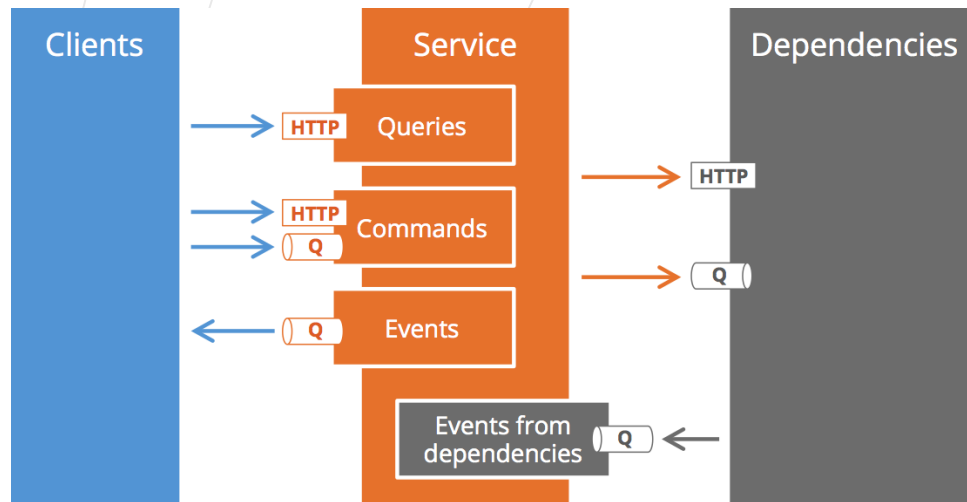 Clients
Service
Dependencies
HTTP
Queries
HTTP
HTTP
Commands
Q
Q
Q
Events
Events from
dependencies
Q